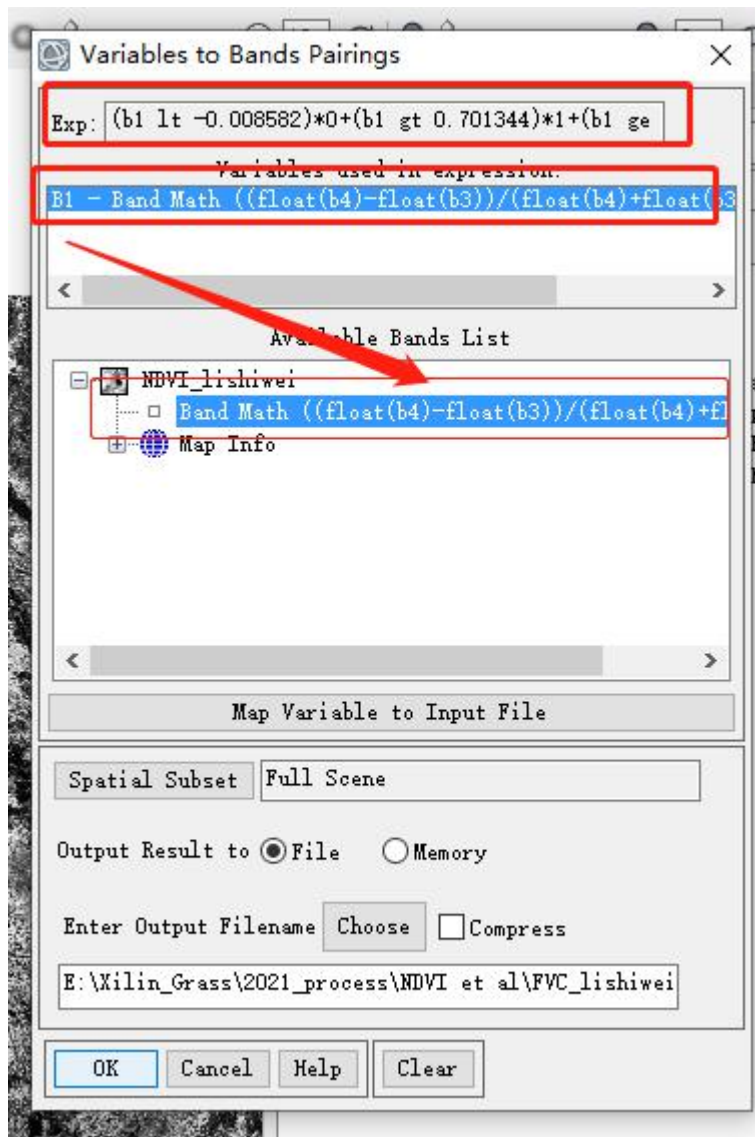 Variables to Bands Pairings
Exp: (b1 lt -0.008582)*0+(b1 gt 0.701344)*1+(b1 ge
Variables used in expression:
B1 - Band Math ((float(b4)-float(b3))/(float(b4)+float(b3
Available Bands List
NDVI_lishiwei
Band Math ((float(b4)-float(b3))/(float(b4)+fl
Map Info
Map Variable to Input File
Spatial Subset Full Scene
Output Result to File Memory
Enter Output Filename Choose Compress
E:\Xilin_Grass\2021_process\NDVI et al\FVC_lishiwei
OK Cancel Help Clear